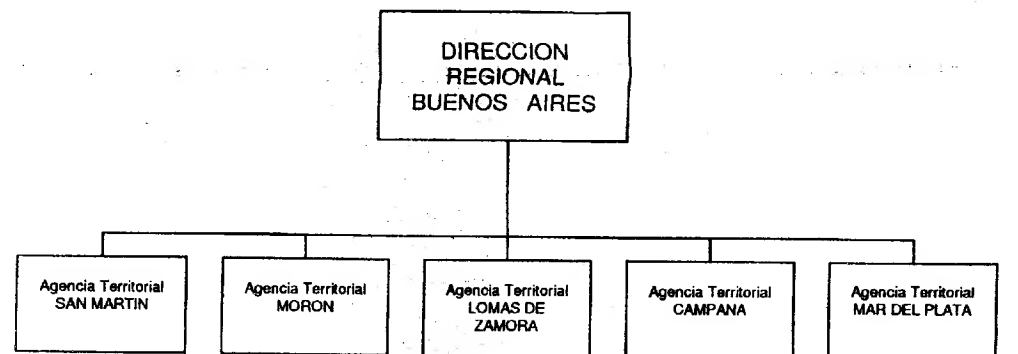 DIRECCION
REGIONAL
BUENOS AIRES
Agencia Territorial
SAN MARTIN
Agencia Territorial
MORON
Agencia Territorial
LOMAS DE
ZAMORA
Agencia Territorial
CAMPANA
Agencia Territorial
MAR DEL PLATA